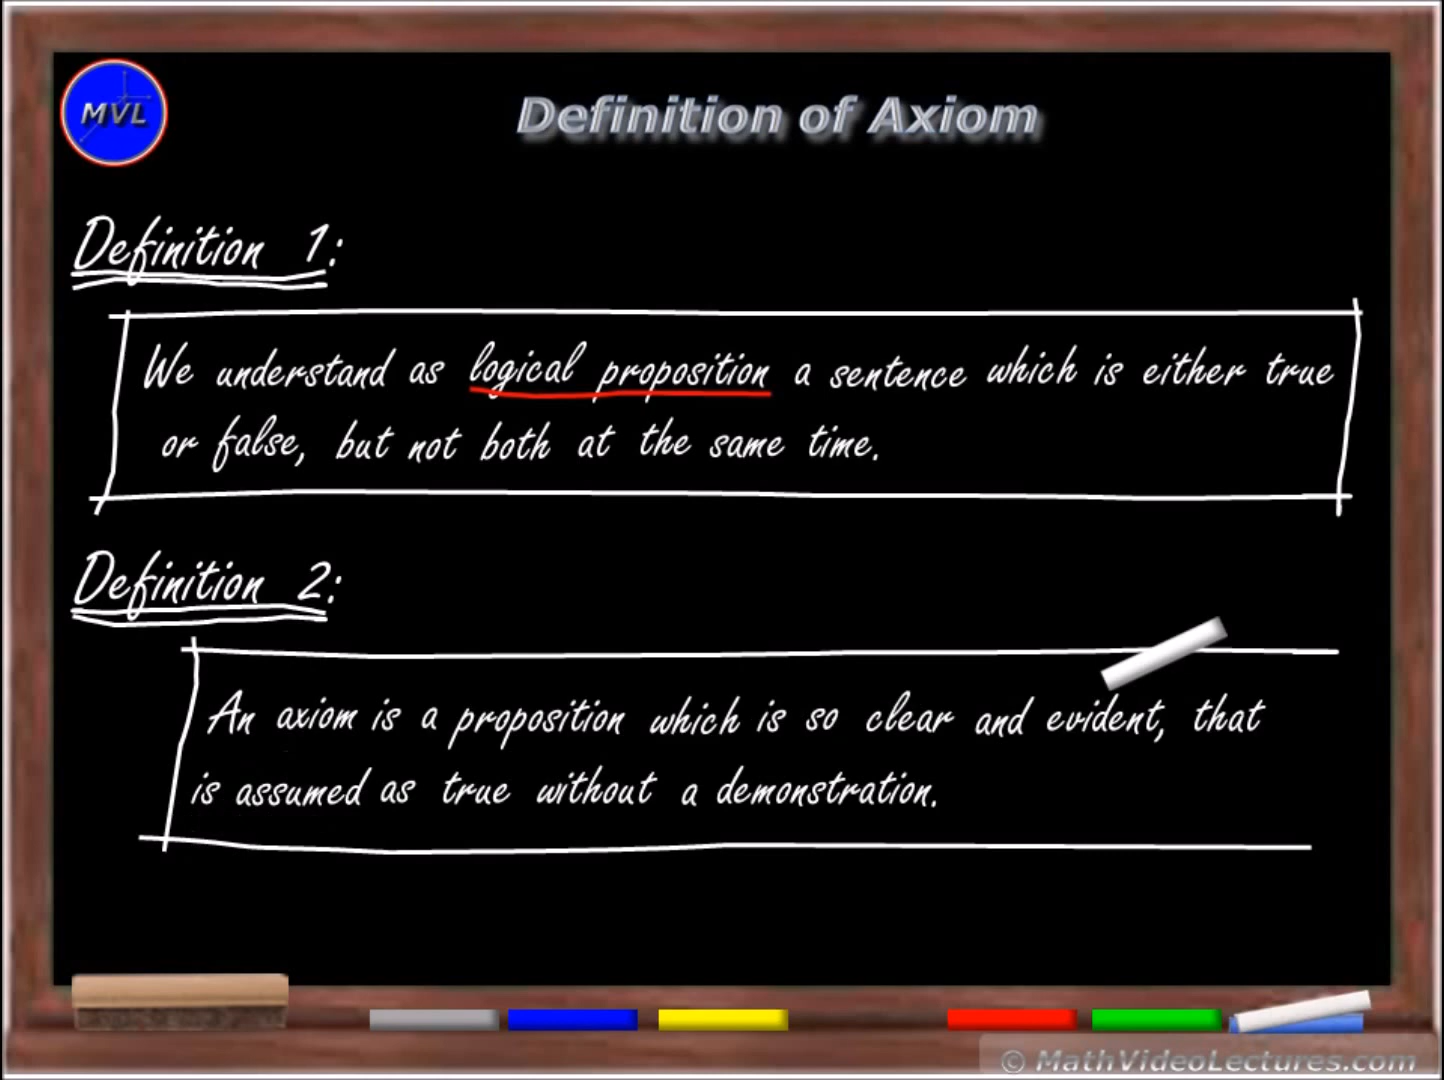 MVL
Definition of Axiom
Definition 1:
We understand as logical proposition a sentence which is either true
or false, but not both at the same time.
Definition 2:
An axiom is a proposition which is so clear and evident, that
is assumed as true without a demonstration.
© MathVideoLectures.com